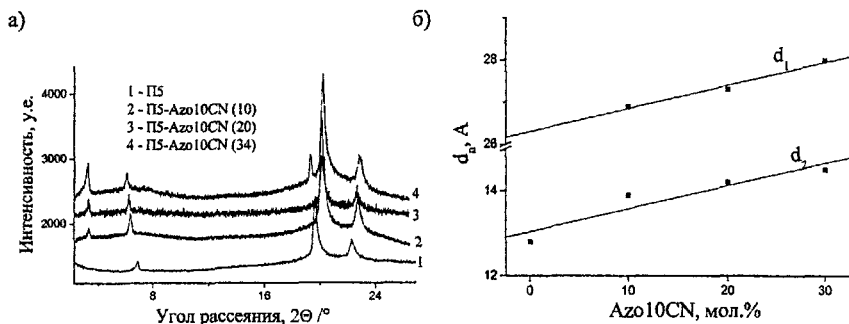 а)
Интенсивность, у.е.
4000
3000
2000
1 - П5
2 - П5-Azo10CN (10)
3 - П5-Azo10CN (20)
4 - П5-Azo10CN (34)
4
3
2
1
8
16
24
Угол рассеяния, 2Θ /°
б)
dₙ, А
28
26
14
12
d₁
d₂
0
10
20
30
Azo10CN, мол.%